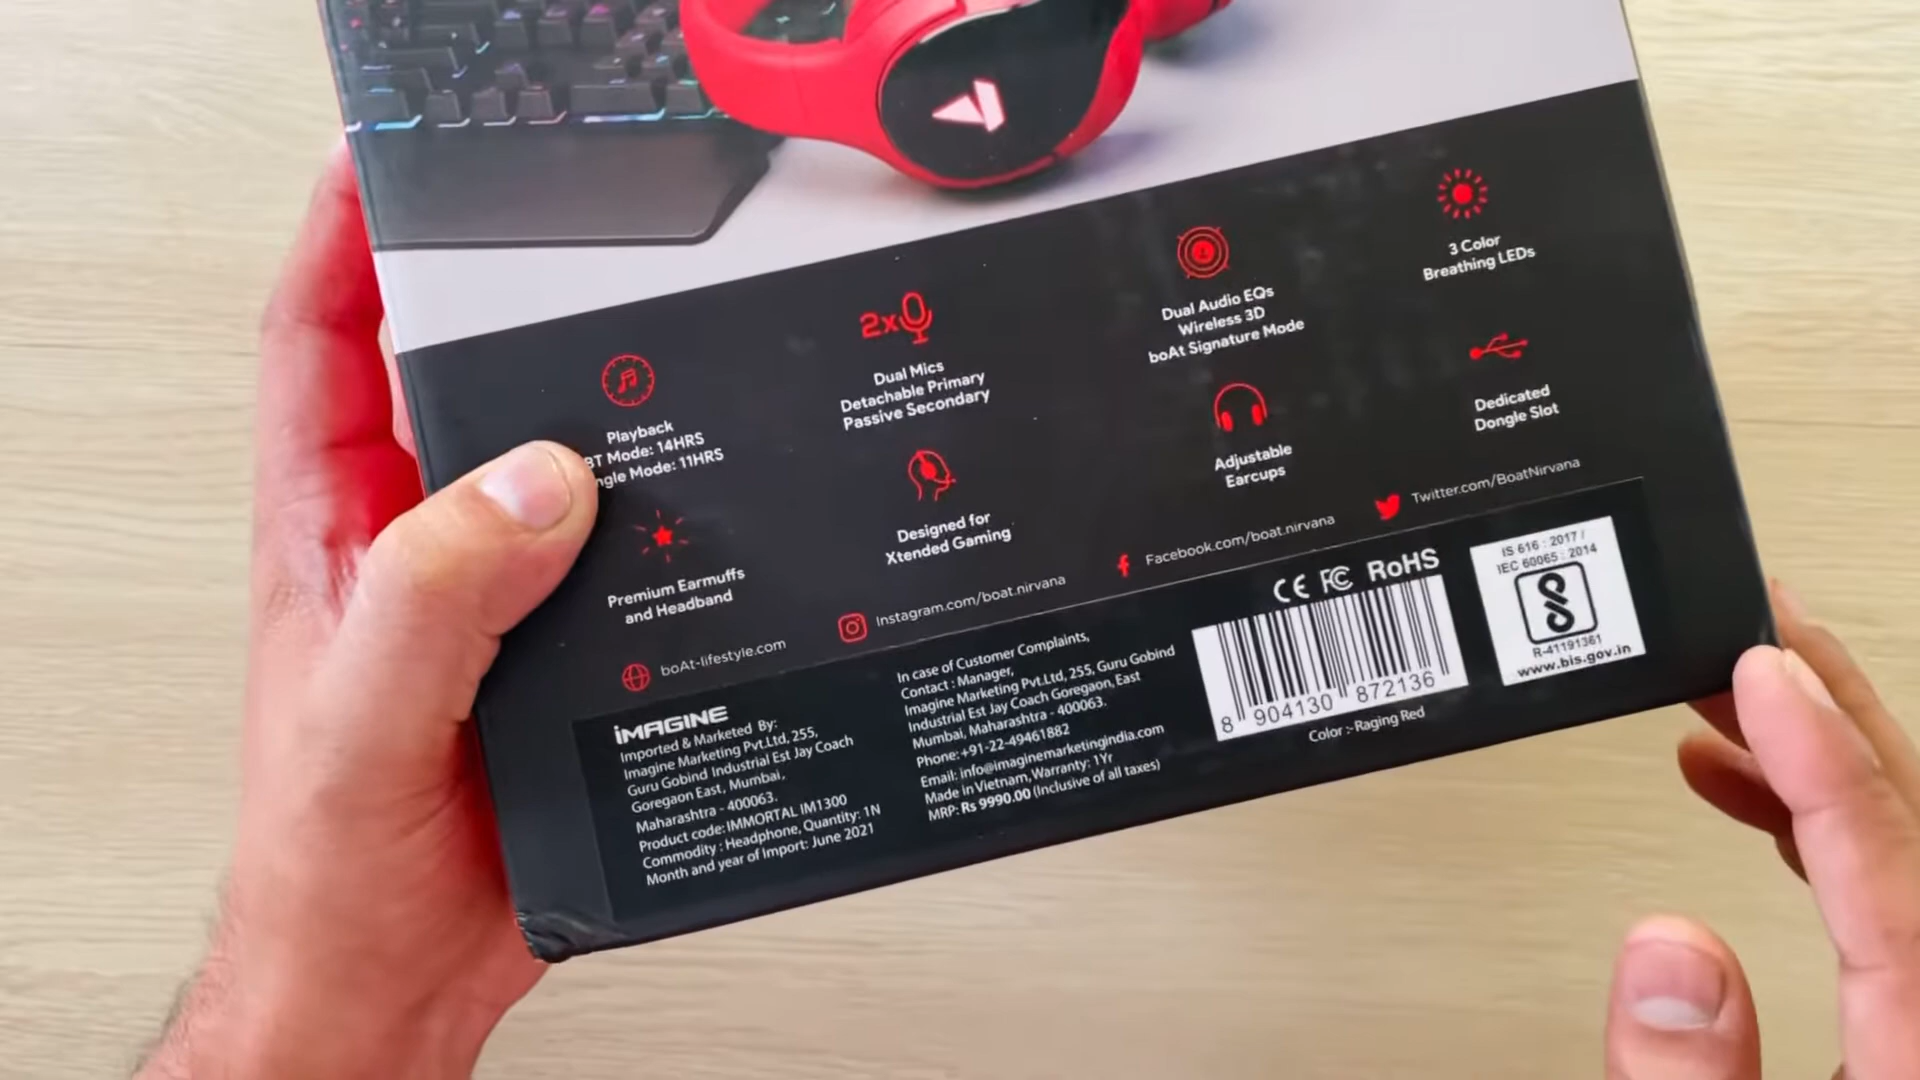 Playback
BT Mode: 14HRS
Mode: 11HRS
2x
Dual Mics
Detachable Primary
Passive Secondary
Dual Audio EQs
Wireless 3D
boAt Signature Mode
3 Color
Breathing LEDs
Premium Earmuffs
and Headband
Designed for
Xtended Gaming
Adjustable
Earcups
Dedicated
Dongle Slot
boAt-lifestyle.com
Instagram.com/boat.nirvana
Facebook.com/boat.nirvana
Twitter.com/BoatNirvana
iMAGINE
Imported & Marketed By:
Imagine Marketing Pvt.Ltd, 255,
Guru Gobind Industrial Est Jay Coach
Goregaon East, Mumbai,
Maharashtra - 400063.
Product code: IMMORTAL IM1300
Commodity : Headphone, Quantity: 1N
Month and year of Import: June 2021
In case of Customer Complaints,
Contact : Manager,
Imagine Marketing Pvt.Ltd, 255, Guru Gobind
Industrial Est Jay Coach Goregaon, East
Mumbai, Maharashtra - 400063.
Phone: +91-22-49461882
Email: info@imaginemarketingindia.com
Made in Vietnam, Warranty: 1Yr
MRP: Rs 9990.00 (Inclusive of all taxes)
CE FC RoHS
8 904130 872136
Color :- Raging Red
IS 616 : 2017 /
IEC 60065 : 2014
R-41191361
www.bis.gov.in